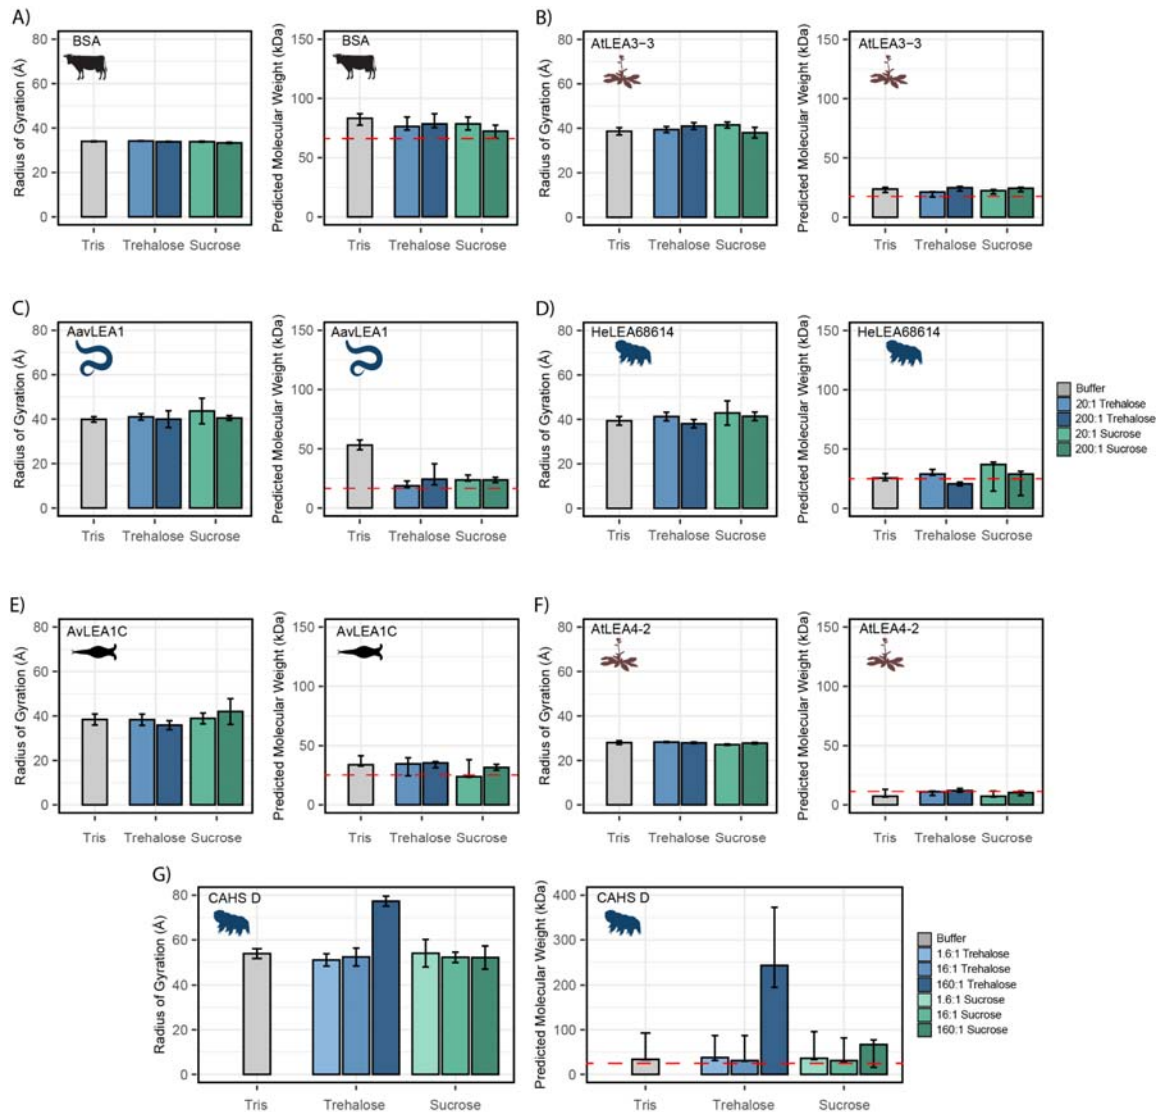 A)
BSA
Radius of Gyration (Å)
80
60
40
20
0
Tris
Trehalose
Sucrose
BSA
Predicted Molecular Weight (kDa)
150
100
50
0
Tris
Trehalose
Sucrose
B)
AtLEA3−3
Radius of Gyration (Å)
80
60
40
20
0
Tris
Trehalose
Sucrose
AtLEA3−3
Predicted Molecular Weight (kDa)
150
100
50
0
Tris
Trehalose
Sucrose
C)
AavLEA1
Radius of Gyration (Å)
80
60
40
20
0
Tris
Trehalose
Sucrose
AavLEA1
Predicted Molecular Weight (kDa)
150
100
50
0
Tris
Trehalose
Sucrose
D)
HeLEA68614
Radius of Gyration (Å)
80
60
40
20
0
Tris
Trehalose
Sucrose
HeLEA68614
Predicted Molecular Weight (kDa)
150
100
50
0
Tris
Trehalose
Sucrose
Buffer
20:1 Trehalose
200:1 Trehalose
20:1 Sucrose
200:1 Sucrose
E)
AvLEA1C
Radius of Gyration (Å)
80
60
40
20
0
Tris
Trehalose
Sucrose
AvLEA1C
Predicted Molecular Weight (kDa)
150
100
50
0
Tris
Trehalose
Sucrose
F)
AtLEA4-2
Radius of Gyration (Å)
80
60
40
20
0
Tris
Trehalose
Sucrose
AtLEA4-2
Predicted Molecular Weight (kDa)
150
100
50
0
Tris
Trehalose
Sucrose
G)
CAHS D
Radius of Gyration (Å)
80
60
40
20
0
Tris
Trehalose
Sucrose
CAHS D
Predicted Molecular Weight (kDa)
400
300
200
100
0
Tris
Trehalose
Sucrose
Buffer
1.6:1 Trehalose
16:1 Trehalose
160:1 Trehalose
1.6:1 Sucrose
16:1 Sucrose
160:1 Sucrose